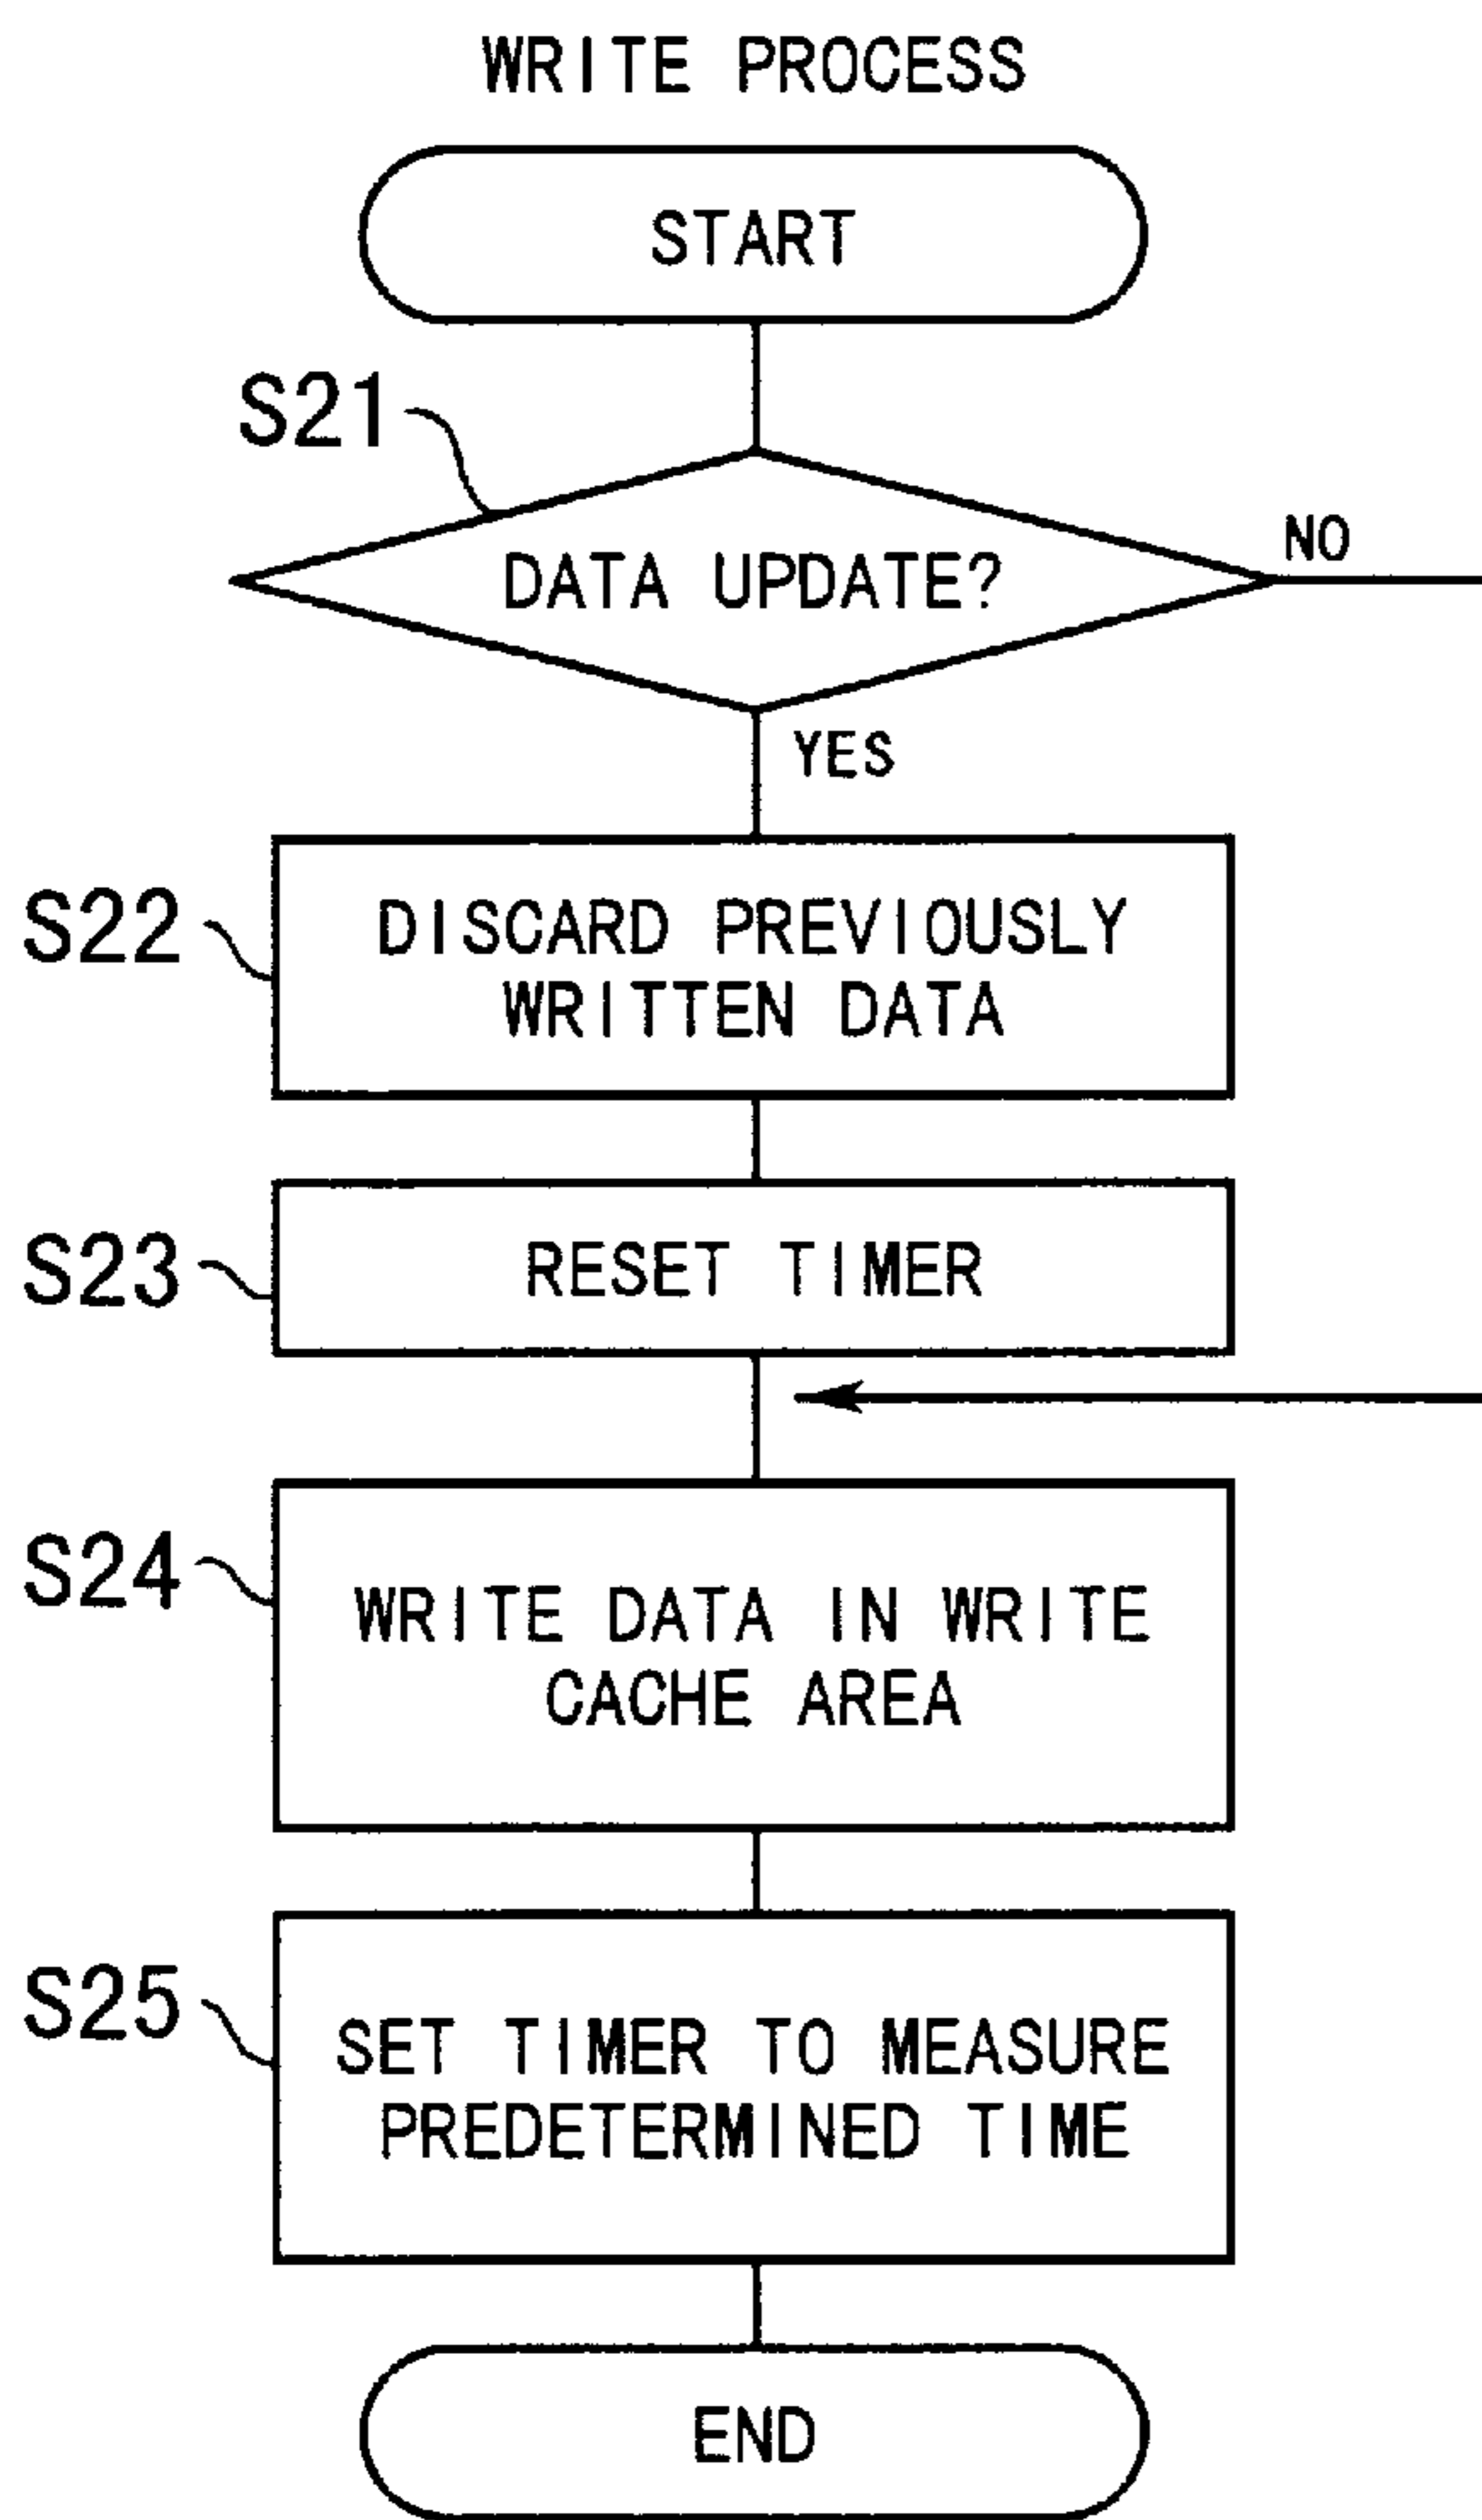 WRITE PROCESS
START
S21
DATA UPDATE?
NO
YES
S22
DISCARD PREVIOUSLY
WRITTEN DATA
S23
RESET TIMER
S24
WRITE DATA IN WRITE
CACHE AREA
S25
SET TIMER TO MEASURE
PREDETERMINED TIME
END